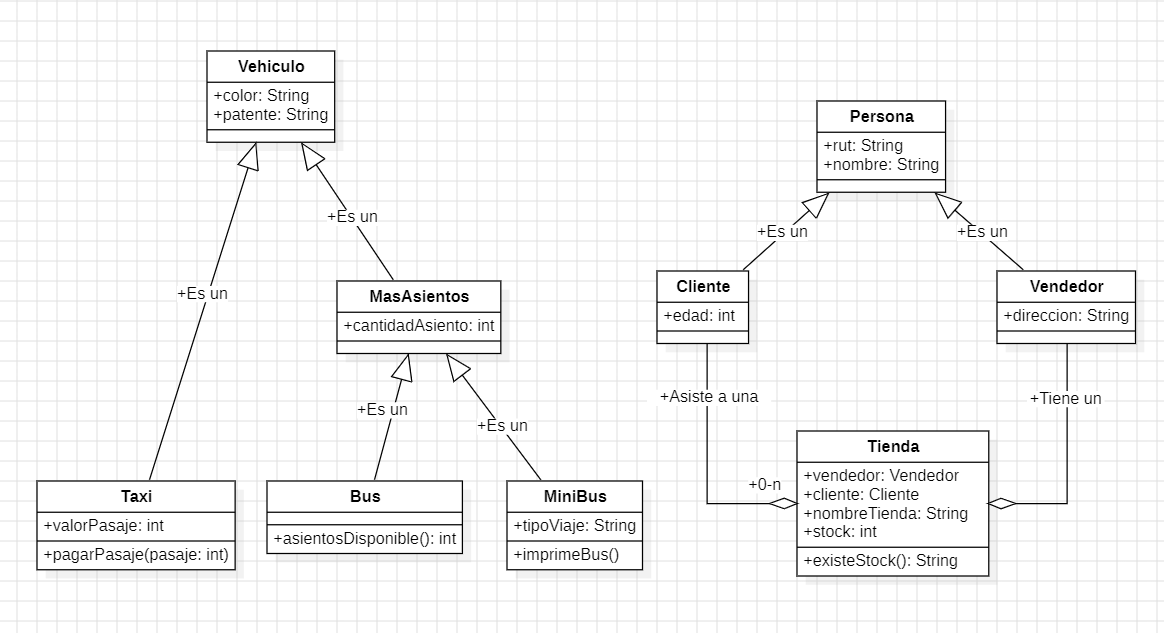 Vehiculo
+color: String
+patente: String
+Es un
+Es un
MasAsientos
+cantidadAsiento: int
+Es un
+Es un
Taxi
+valorPasaje: int
+pagarPasaje(pasaje: int)
Bus
+asientosDisponible(): int
MiniBus
+tipoViaje: String
+imprimeBus()
Persona
+rut: String
+nombre: String
+Es un
+Es un
Cliente
+edad: int
Vendedor
+direccion: String
+Asiste a una
+Tiene un
+0-n
Tienda
+vendedor: Vendedor
+cliente: Cliente
+nombreTienda: String
+stock: int
+existeStock(): String